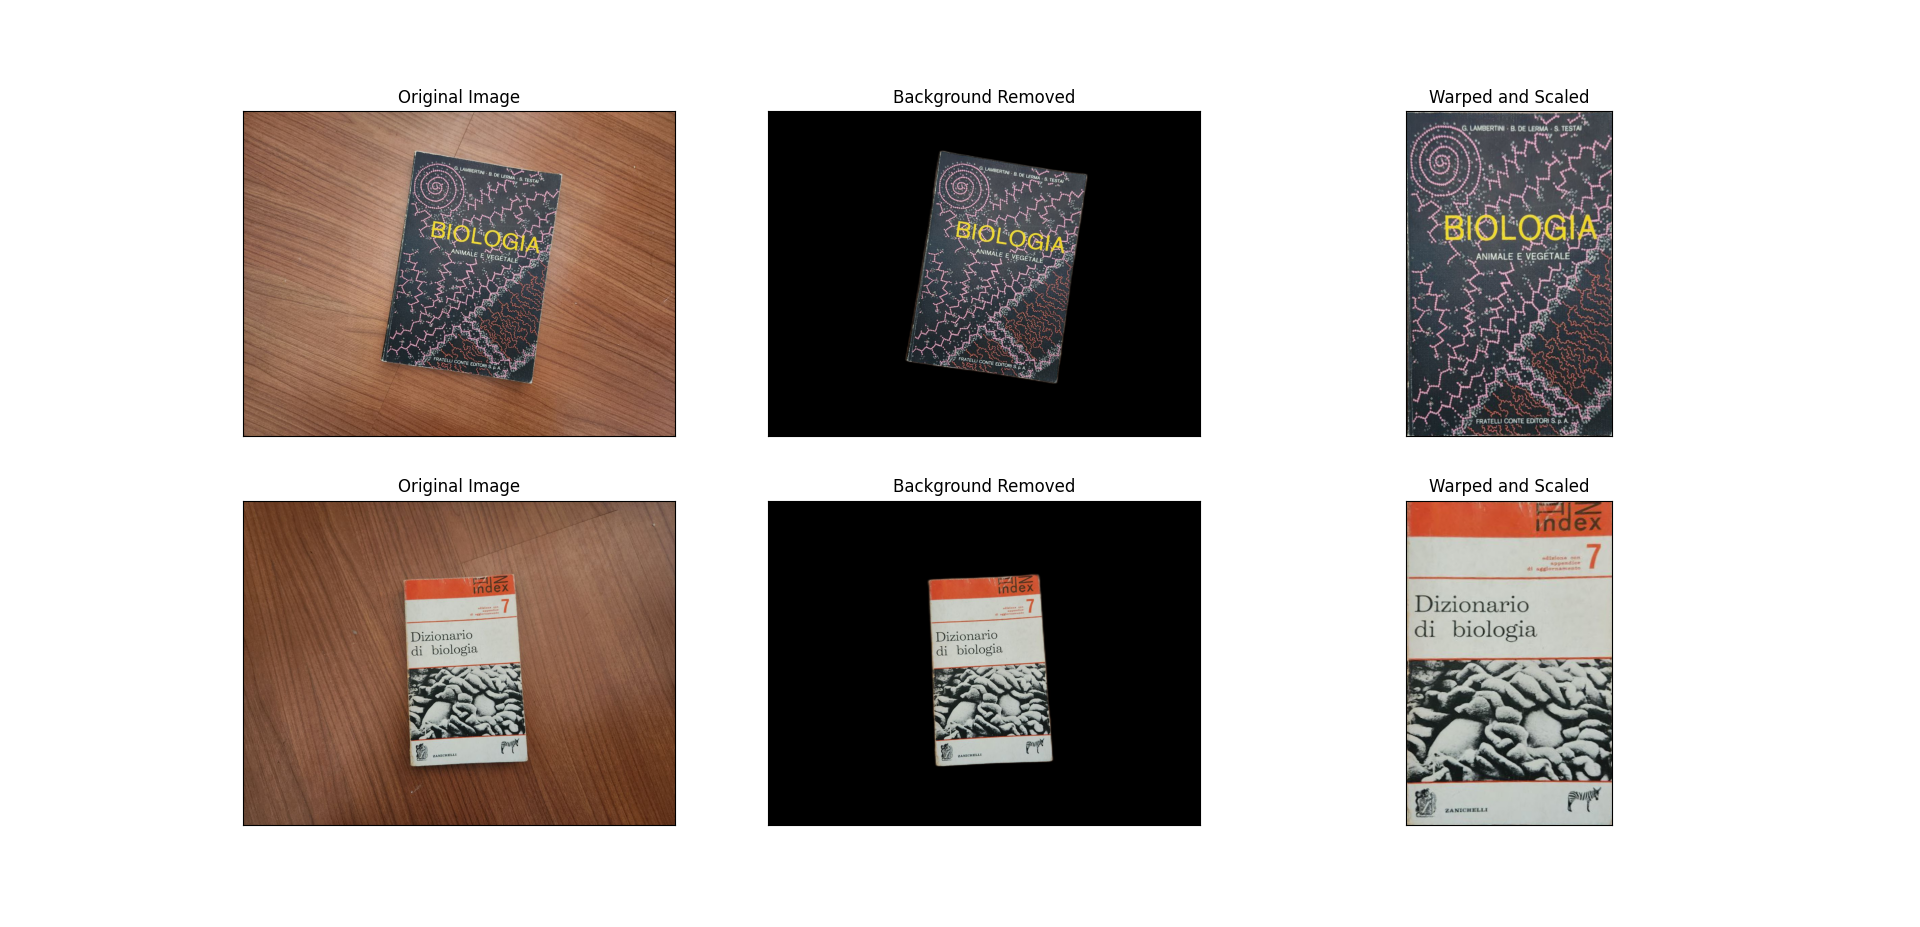 Original Image
Background Removed
Warped and Scaled
G. LAMBERTINI · B. DE LERMA · S. TESTAI
BIOLOGIA
ANIMALE E VEGETALE
FRATELLI CONTE EDITORI S.p.A.
G. LAMBERTINI · B. DE LERMA · S. TESTAI
BIOLOGIA
ANIMALE E VEGETALE
FRATELLI CONTE EDITORI S.p.A.
G. LAMBERTINI · B. DE LERMA · S. TESTAI
BIOLOGIA
ANIMALE E VEGETALE
FRATELLI CONTE EDITORI S.p.A.
Original Image
Background Removed
Warped and Scaled
index
7
Dizionario
di biologia
ZANICHELLI
index
7
Dizionario
di biologia
ZANICHELLI
index
edizione con
appendice
di aggiornamento
7
Dizionario
di biologia
ZANICHELLI